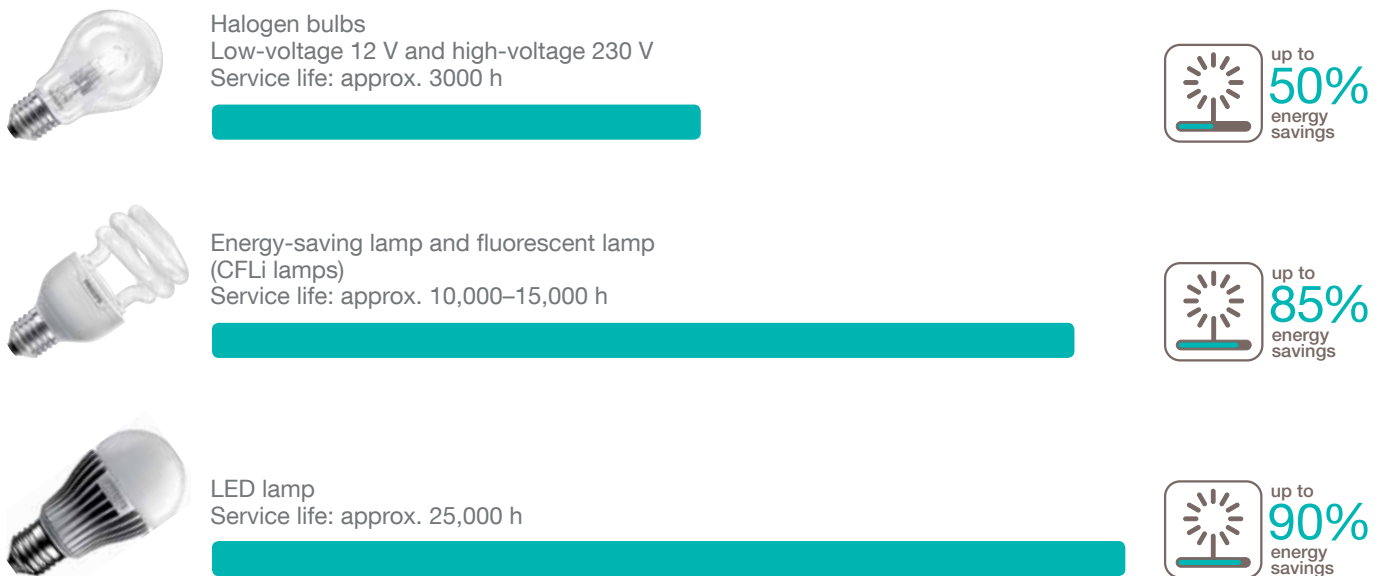 Halogen bulbs
Low-voltage 12 V and high-voltage 230 V
Service life: approx. 3000 h
up to
50%
energy
savings
Energy-saving lamp and fluorescent lamp
(CFLi lamps)
Service life: approx. 10,000–15,000 h
up to
85%
energy
savings
LED lamp
Service life: approx. 25,000 h
up to
90%
energy
savings